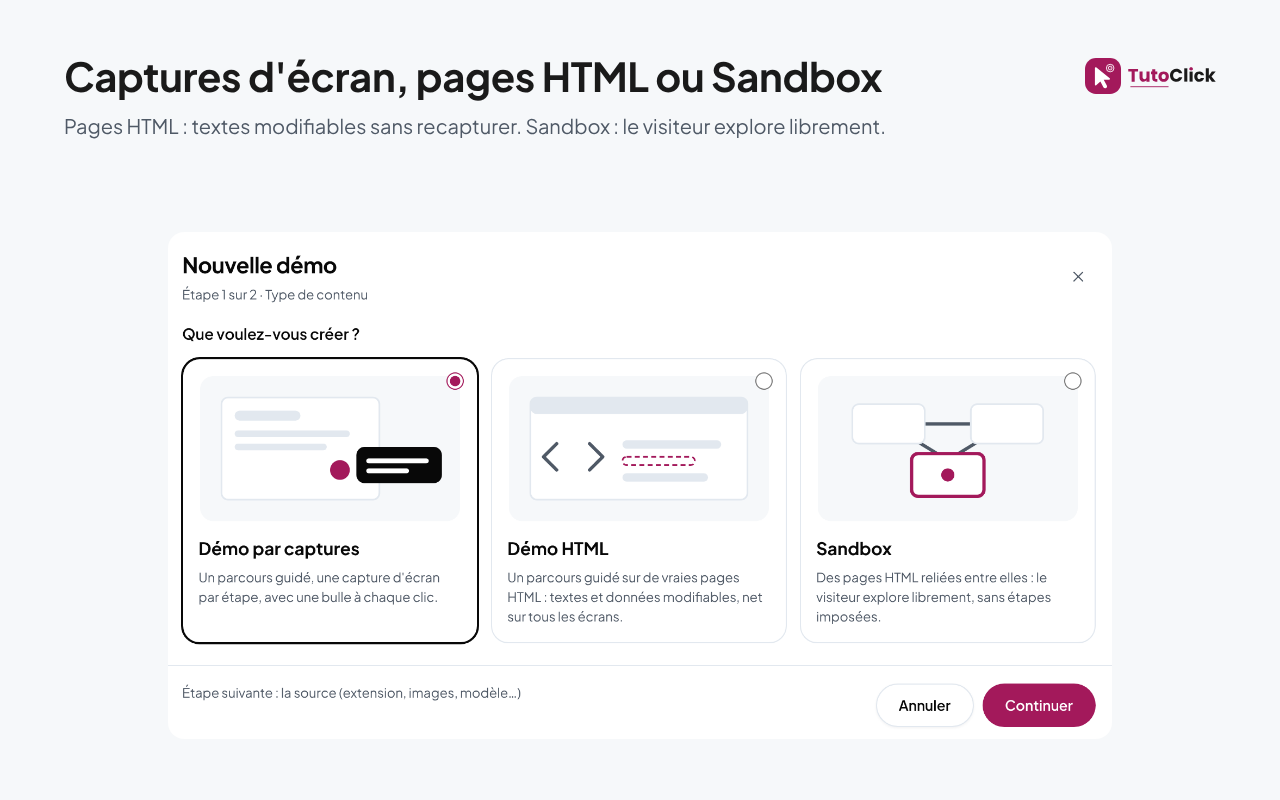 Captures d'écran, pages HTML ou Sandbox
TutoClick
Pages HTML : textes modifiables sans recapturer. Sandbox : le visiteur explore librement.
Nouvelle démo
Étape 1 sur 2 · Type de contenu
Que voulez-vous créer ?
Démo par captures
Un parcours guidé, une capture d'écran
par étape, avec une bulle à chaque clic.
Démo HTML
Un parcours guidé sur de vraies pages
HTML : textes et données modifiables, net
sur tous les écrans.
Sandbox
Des pages HTML reliées entre elles : le
visiteur explore librement, sans étapes
imposées.
Étape suivante : la source (extension, images, modèle…)
Annuler
Continuer